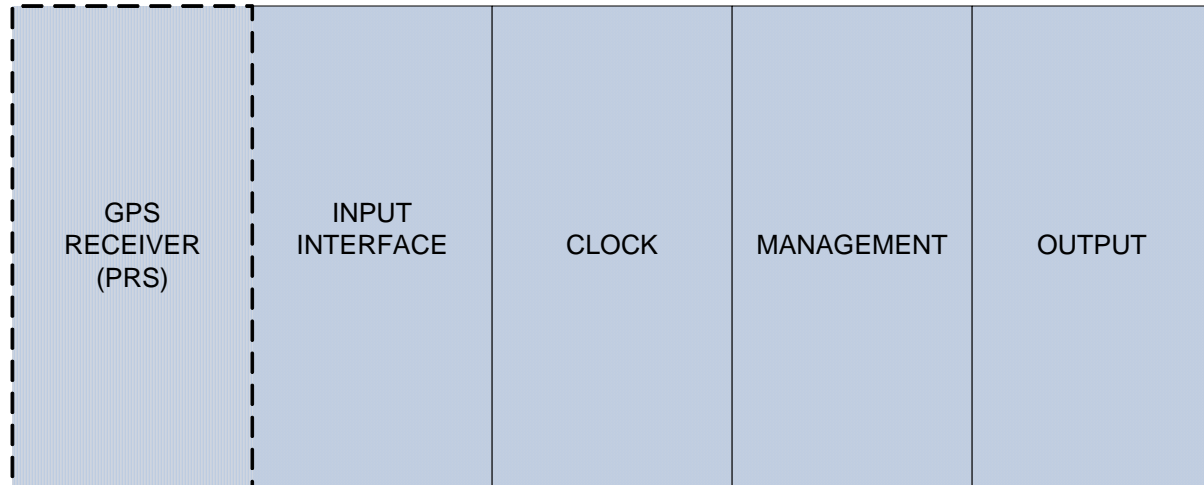 GPS
RECEIVER
(PRS)
INPUT
INTERFACE
CLOCK
MANAGEMENT
OUTPUT